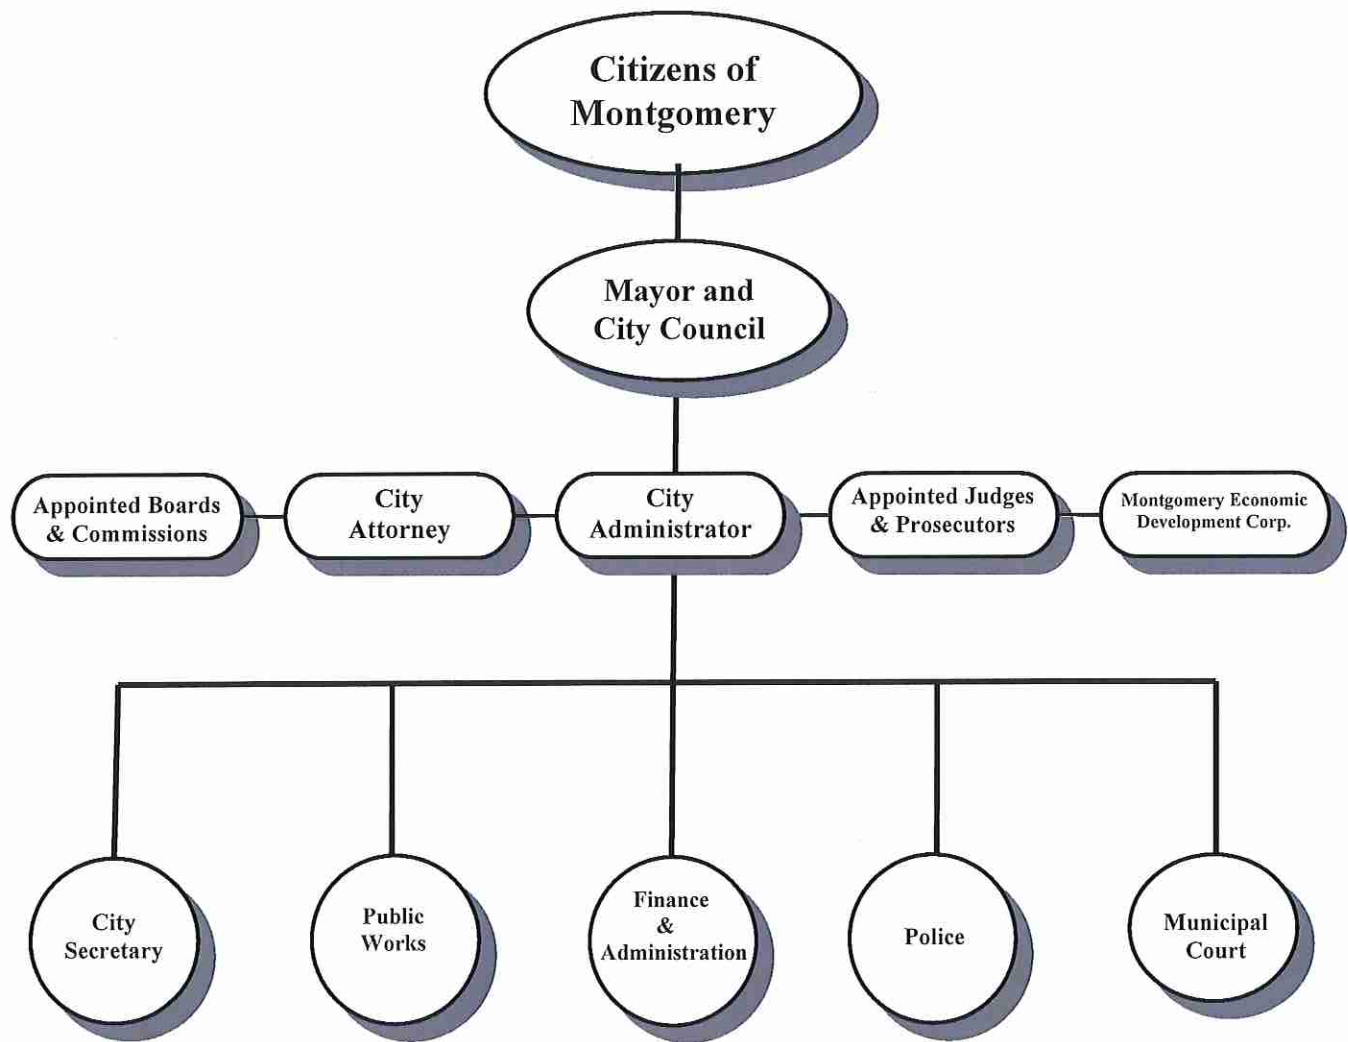 Citizens of
Montgomery
Mayor and
City Council
Appointed Boards
& Commissions
City
Attorney
City
Administrator
Appointed Judges
& Prosecutors
Montgomery Economic
Development Corp.
City
Secretary
Public
Works
Finance
&
Administration
Police
Municipal
Court